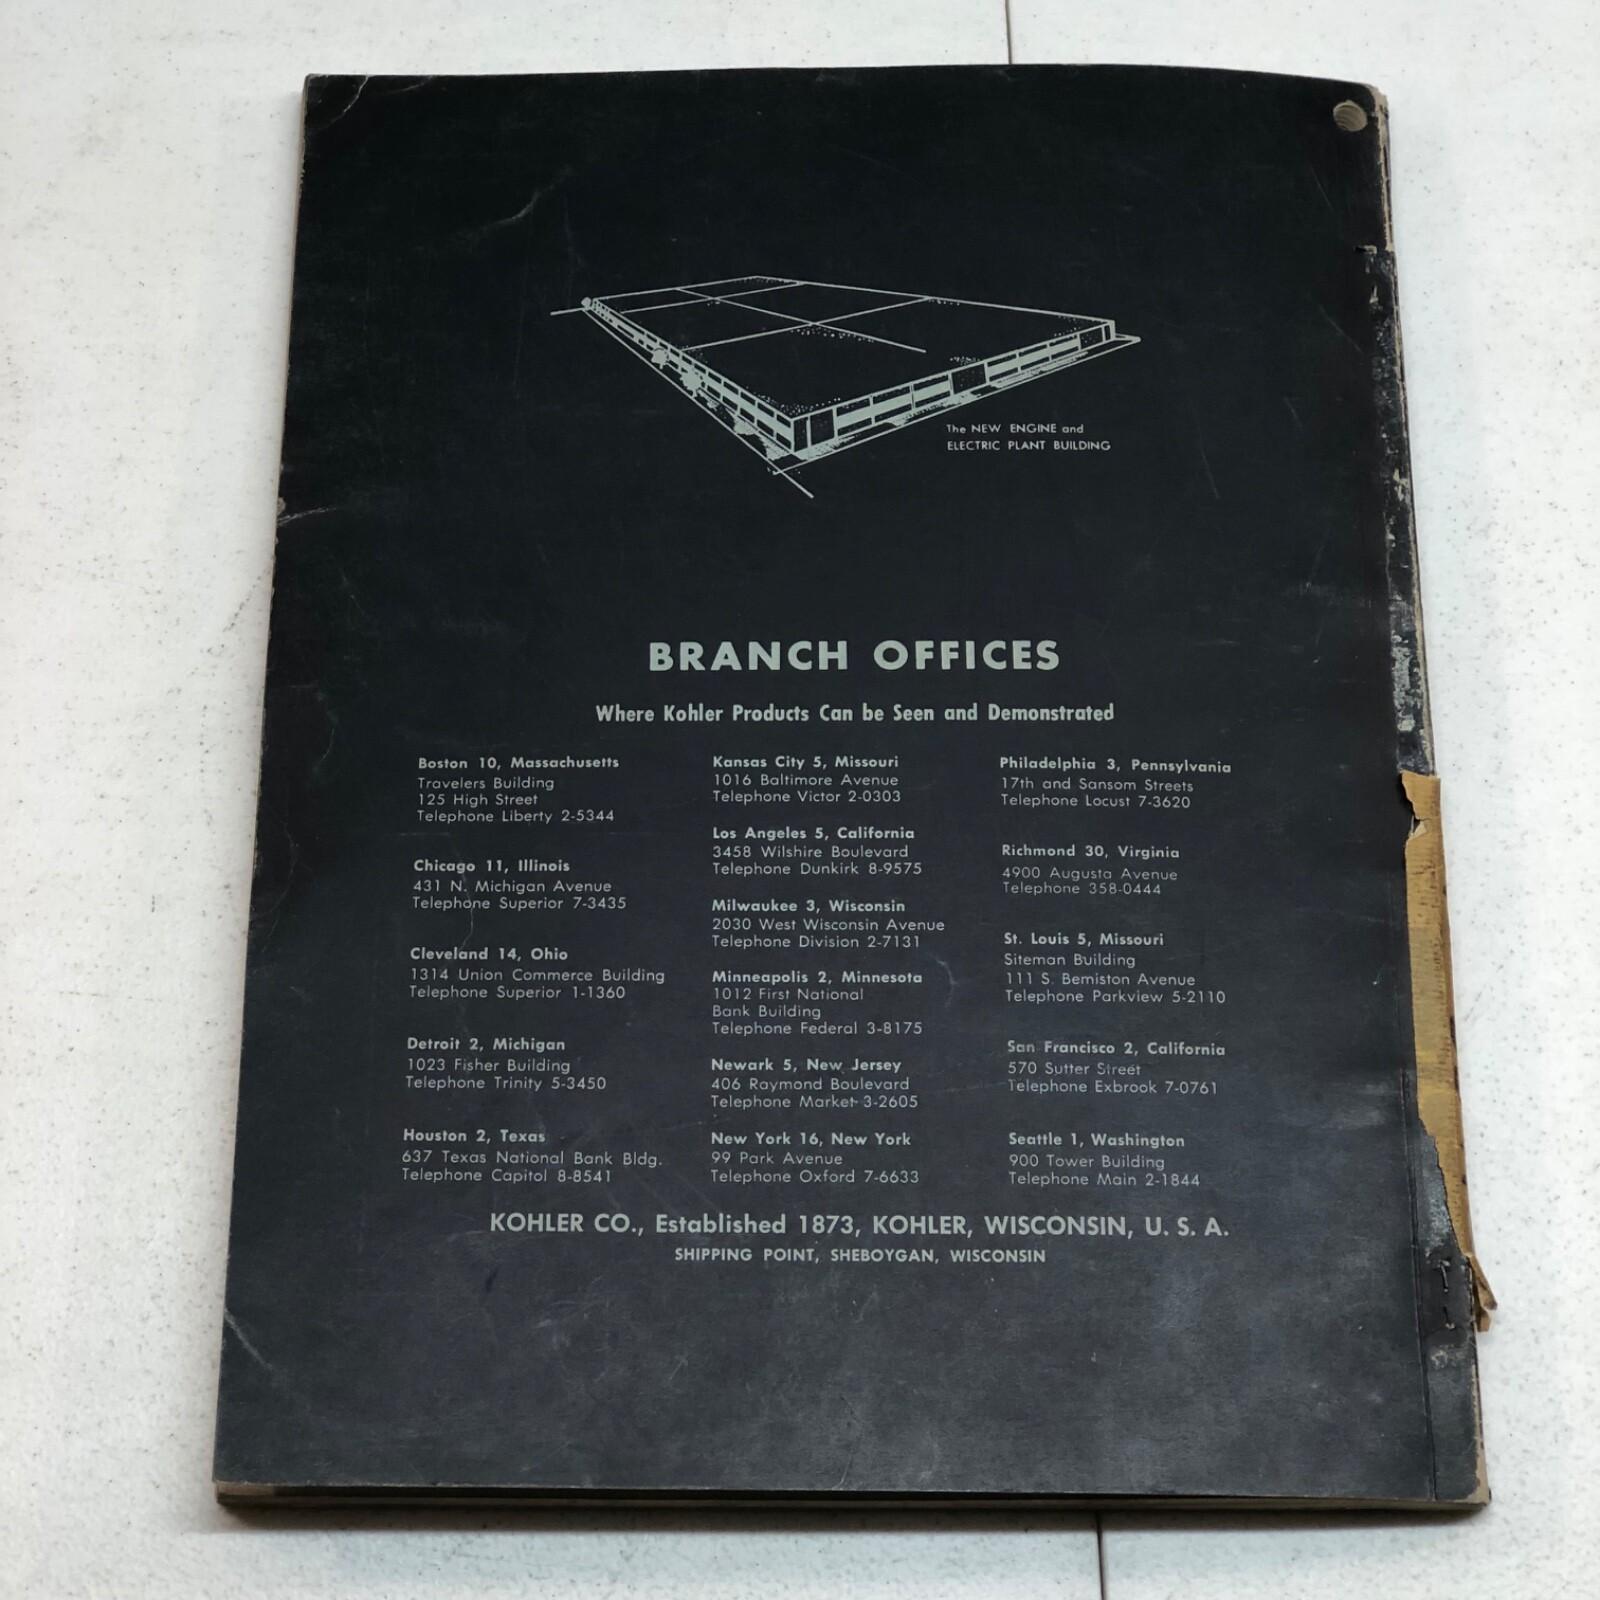 The NEW ENGINE and
ELECTRIC PLANT BUILDING
BRANCH OFFICES
Where Kohler Products Can be Seen and Demonstrated
Boston 10, Massachusetts
Travelers Building
125 High Street
Telephone Liberty 2-5344
Chicago 11, Illinois
431 N. Michigan Avenue
Telephone Superior 7-3435
Cleveland 14, Ohio
1314 Union Commerce Building
Telephone Superior 1-1360
Detroit 2, Michigan
1023 Fisher Building
Telephone Trinity 5-3450
Houston 2, Texas
637 Texas National Bank Bldg.
Telephone Capitol 8-8541
Kansas City 5, Missouri
1016 Baltimore Avenue
Telephone Victor 2-0303
Los Angeles 5, California
3458 Wilshire Boulevard
Telephone Dunkirk 8-9575
Milwaukee 3, Wisconsin
2030 West Wisconsin Avenue
Telephone Division 2-7131
Minneapolis 2, Minnesota
1012 First National
Bank Building
Telephone Federal 3-8175
Newark 5, New Jersey
406 Raymond Boulevard
Telephone Market 3-2605
New York 16, New York
99 Park Avenue
Telephone Oxford 7-6633
Philadelphia 3, Pennsylvania
17th and Sansom Streets
Telephone Locust 7-3620
Richmond 30, Virginia
4900 Augusta Avenue
Telephone 358-0444
St. Louis 5, Missouri
Siteman Building
111 S. Bemiston Avenue
Telephone Parkview 5-2110
San Francisco 2, California
570 Sutter Street
Telephone Exbrook 7-0761
Seattle 1, Washington
900 Tower Building
Telephone Main 2-1844
KOHLER CO., Established 1873, KOHLER, WISCONSIN, U. S. A.
SHIPPING POINT, SHEBOYGAN, WISCONSIN